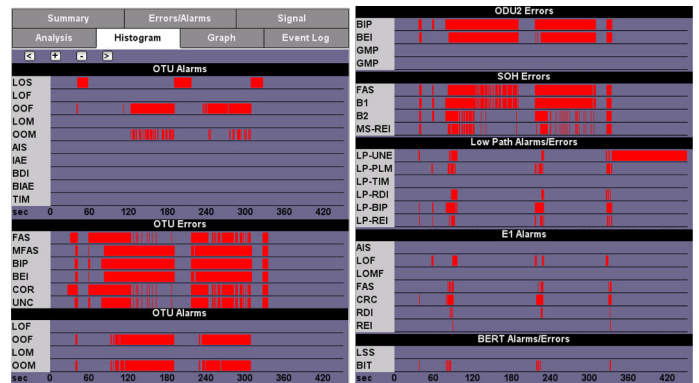 Summary Errors/Alarms Signal
Analysis Histogram Graph Event Log
< + - >
OTU Alarms
LOS
LOF
OOF
LOM
OOM
AIS
IAE
BDI
BIAE
TIM
sec 0 60 120 180 240 300 360 420
OTU Errors
FAS
MFAS
BIP
BEI
COR
UNC
OTU Alarms
LOF
OOF
LOM
OOM
sec 0 60 120 180 240 300 360 420
ODU2 Errors
BIP
BEI
GMP
GMP
SOH Errors
FAS
B1
B2
MS-REI
Low Path Alarms/Errors
LP-UNE
LP-PLM
LP-TIM
LP-RDI
LP-BIP
LP-REI
E1 Alarms
AIS
LOF
LOMF
FAS
CRC
RDI
REI
BERT Alarms/Errors
LSS
BIT
sec 0 60 120 180 240 300 360 420